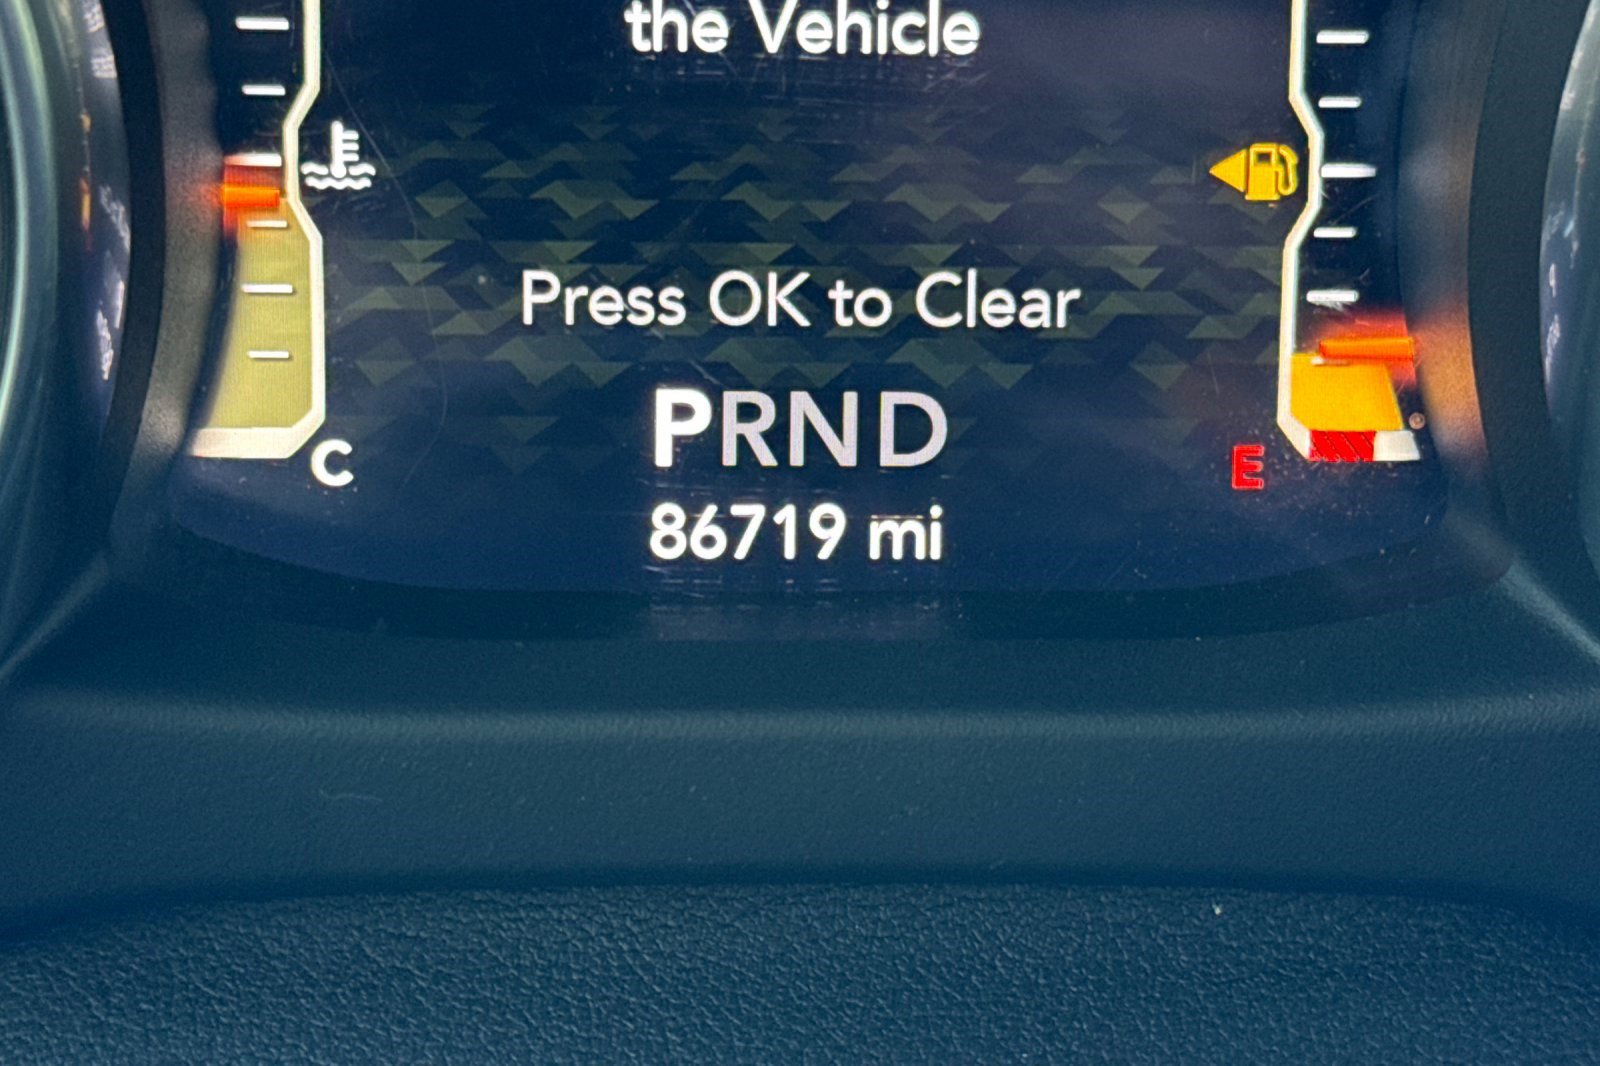 the Vehicle
Press OK to Clear
PRND
C
E
86719 mi